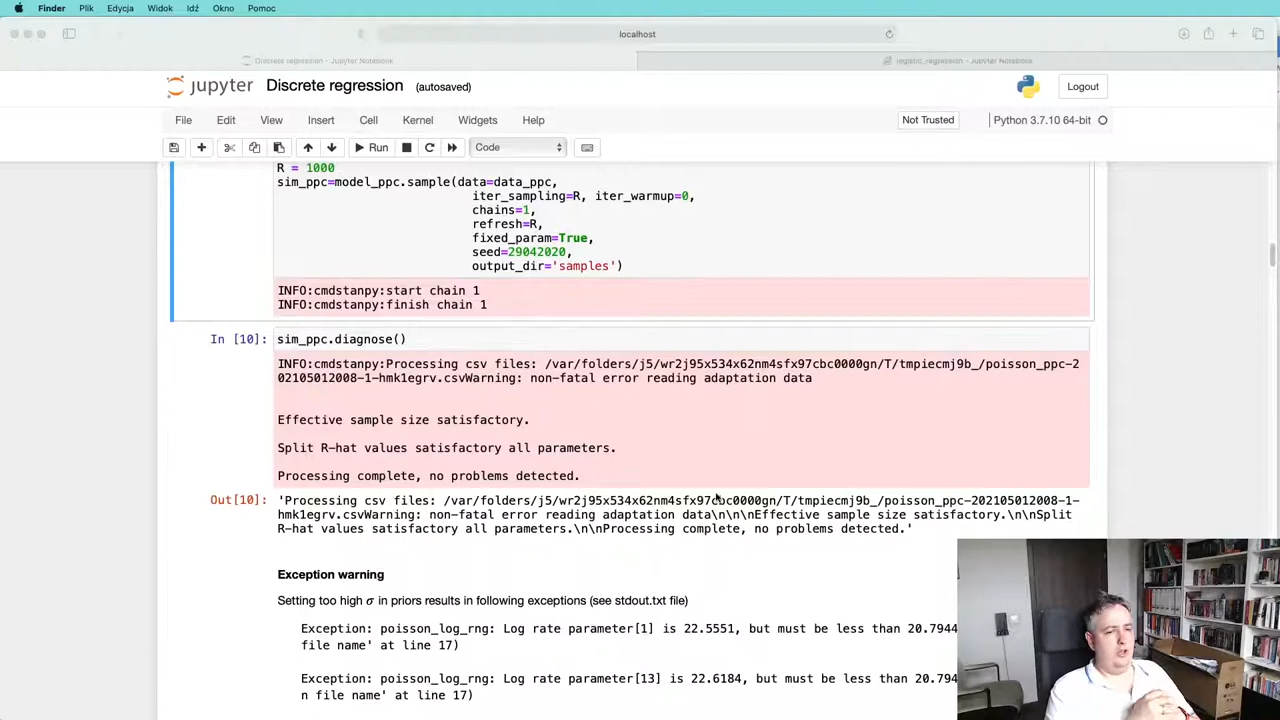 Finder Plik Edycja Widok Idź Okno Pomoc
localhost
Discrete regression - Jupyter Notebook
regression - Jupyter Notebook
jupyter Discrete regression (autosaved)
Logout
File Edit View Insert Cell Kernel Widgets Help
Not Trusted
Python 3.7.10 64-bit
Run
Code
R = 1000
sim_ppc=model_ppc.sample(data=data_ppc,
iter_sampling=R, iter_warmup=0,
chains=1,
refresh=R,
fixed_param=True,
seed=29042020,
output_dir='samples')
INFO:cmdstanpy:start chain 1
INFO:cmdstanpy:finish chain 1
In [10]: sim_ppc.diagnose()
INFO:cmdstanpy:Processing csv files: /var/folders/j5/wr2j95x534x62nm4sfx97cbc0000gn/T/tmpiecmj9b_/poisson_ppc-2
02105012008-1-hmk1egrv.csvWarning: non-fatal error reading adaptation data
Effective sample size satisfactory.
Split R-hat values satisfactory all parameters.
Processing complete, no problems detected.
Out[10]: 'Processing csv files: /var/folders/j5/wr2j95x534x62nm4sfx97cbc0000gn/T/tmpiecmj9b_/poisson_ppc-202105012008-1-
hmk1egrv.csvWarning: non-fatal error reading adaptation data\n\n\nEffective sample size satisfactory.\n\nSplit
R-hat values satisfactory all parameters.\n\nProcessing complete, no problems detected.'
Exception warning
Setting too high σ in priors results in following exceptions (see stdout.txt file)
Exception: poisson_log_rng: Log rate parameter[1] is 22.5551, but must be less than 20.7944
file name' at line 17)
Exception: poisson_log_rng: Log rate parameter[13] is 22.6184, but must be less than 20.794
n file name' at line 17)